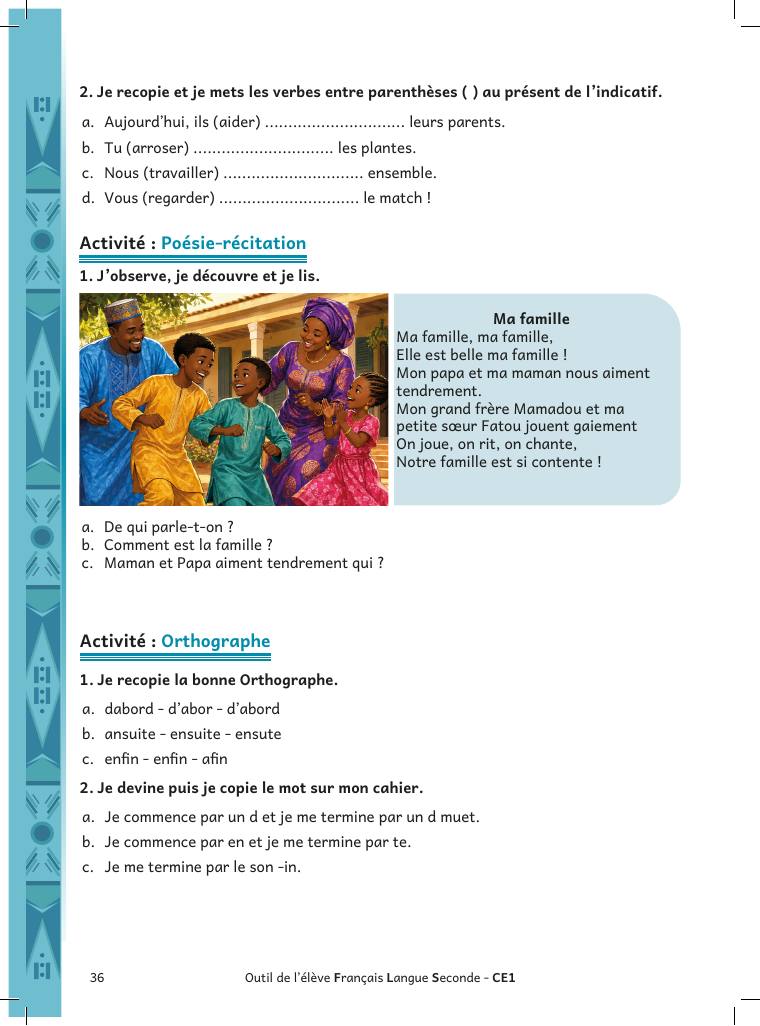 2. Je recopie et je mets les verbes entre parenthèses ( ) au présent de l'indicatif.
a. Aujourd'hui, ils (aider) .............................. leurs parents.
b. Tu (arroser) .............................. les plantes.
c. Nous (travailler) .............................. ensemble.
d. Vous (regarder) .............................. le match !
Activité : Poésie-récitation
1. J'observe, je découvre et je lis.
Ma famille
Ma famille, ma famille,
Elle est belle ma famille !
Mon papa et ma maman nous aiment
tendrement.
Mon grand frère Mamadou et ma
petite sœur Fatou jouent gaiement
On joue, on rit, on chante,
Notre famille est si contente !
a. De qui parle-t-on ?
b. Comment est la famille ?
c. Maman et Papa aiment tendrement qui ?
Activité : Orthographe
1. Je recopie la bonne Orthographe.
a. dabord - d'abor - d'abord
b. ansuite - ensuite - ensute
c. enfin - enfin - afin
2. Je devine puis je copie le mot sur mon cahier.
a. Je commence par un d et je me termine par un d muet.
b. Je commence par en et je me termine par te.
c. Je me termine par le son -in.
36 Outil de l'élève Français Langue Seconde - CE1